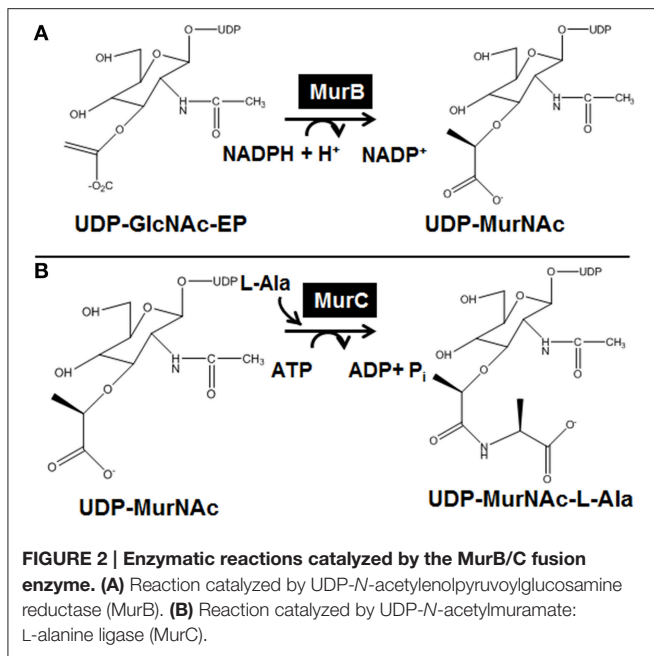 A
O—UDP
OH
O
OH
N
H
C
CH₃
O
O
-O₂C
UDP-GlcNAc-EP
MurB
NADPH + H⁺ NADP⁺
O—UDP
OH
O
OH
N
H
C
CH₃
O
O
O
O⁻
UDP-MurNAc
B
O—UDP
OH
O
OH
N
H
C
CH₃
O
O
O
O⁻
UDP-MurNAc
L-Ala
MurC
ATP ADP+ Pᵢ
O—UDP
OH
O
OH
N
H
C
CH₃
O
O
O
N
H
O
O⁻
UDP-MurNAc-L-Ala
FIGURE 2 | Enzymatic reactions catalyzed by the MurB/C fusion
enzyme. (A) Reaction catalyzed by UDP-N-acetylenolpyruvoylglucosamine
reductase (MurB). (B) Reaction catalyzed by UDP-N-acetylmuramate:
L-alanine ligase (MurC).